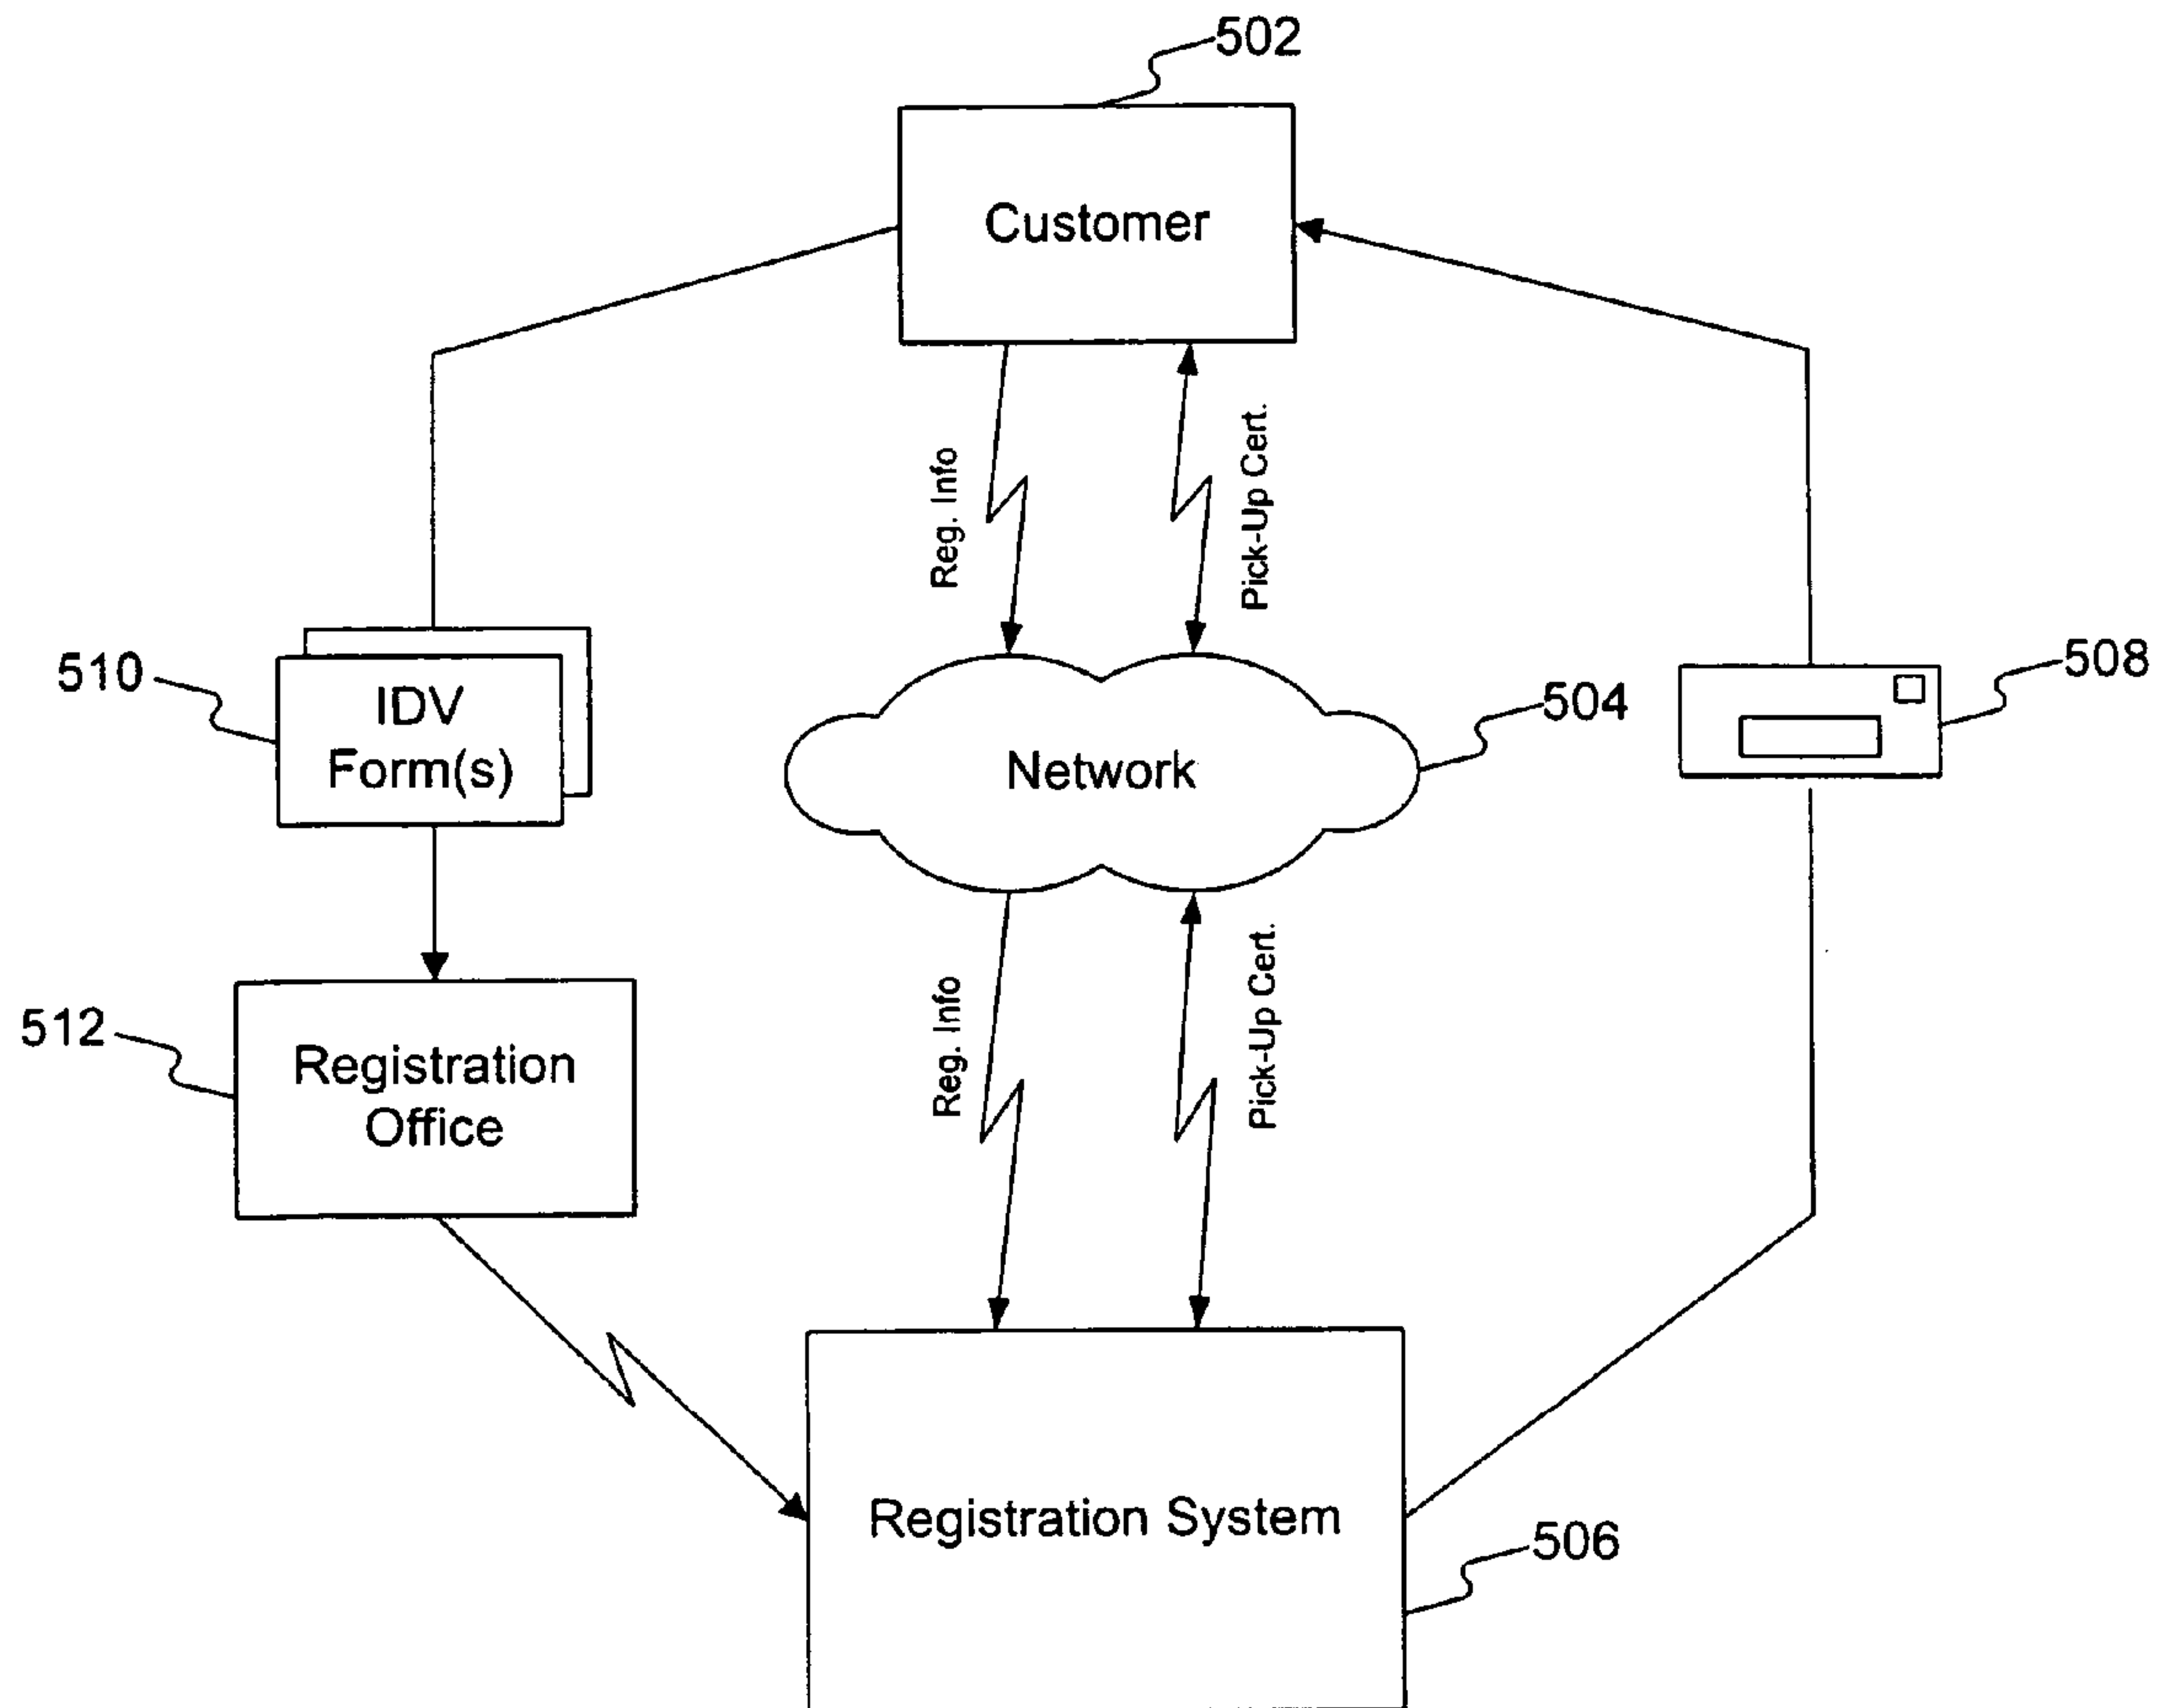 502
Customer
Reg. Info
Pick-Up Cert.
510
IDV
Form(s)
Network
504
508
512
Registration
Office
Reg. Info
Pick-Up Cert.
Registration System
506